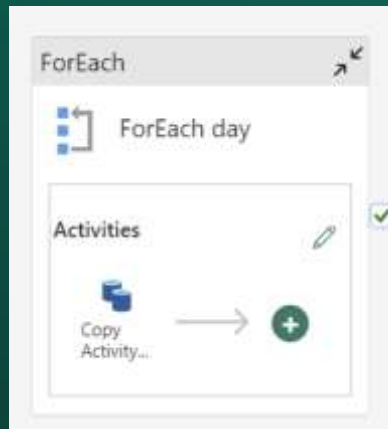 ForEach
ForEach day
Activities
Copy
Activity...